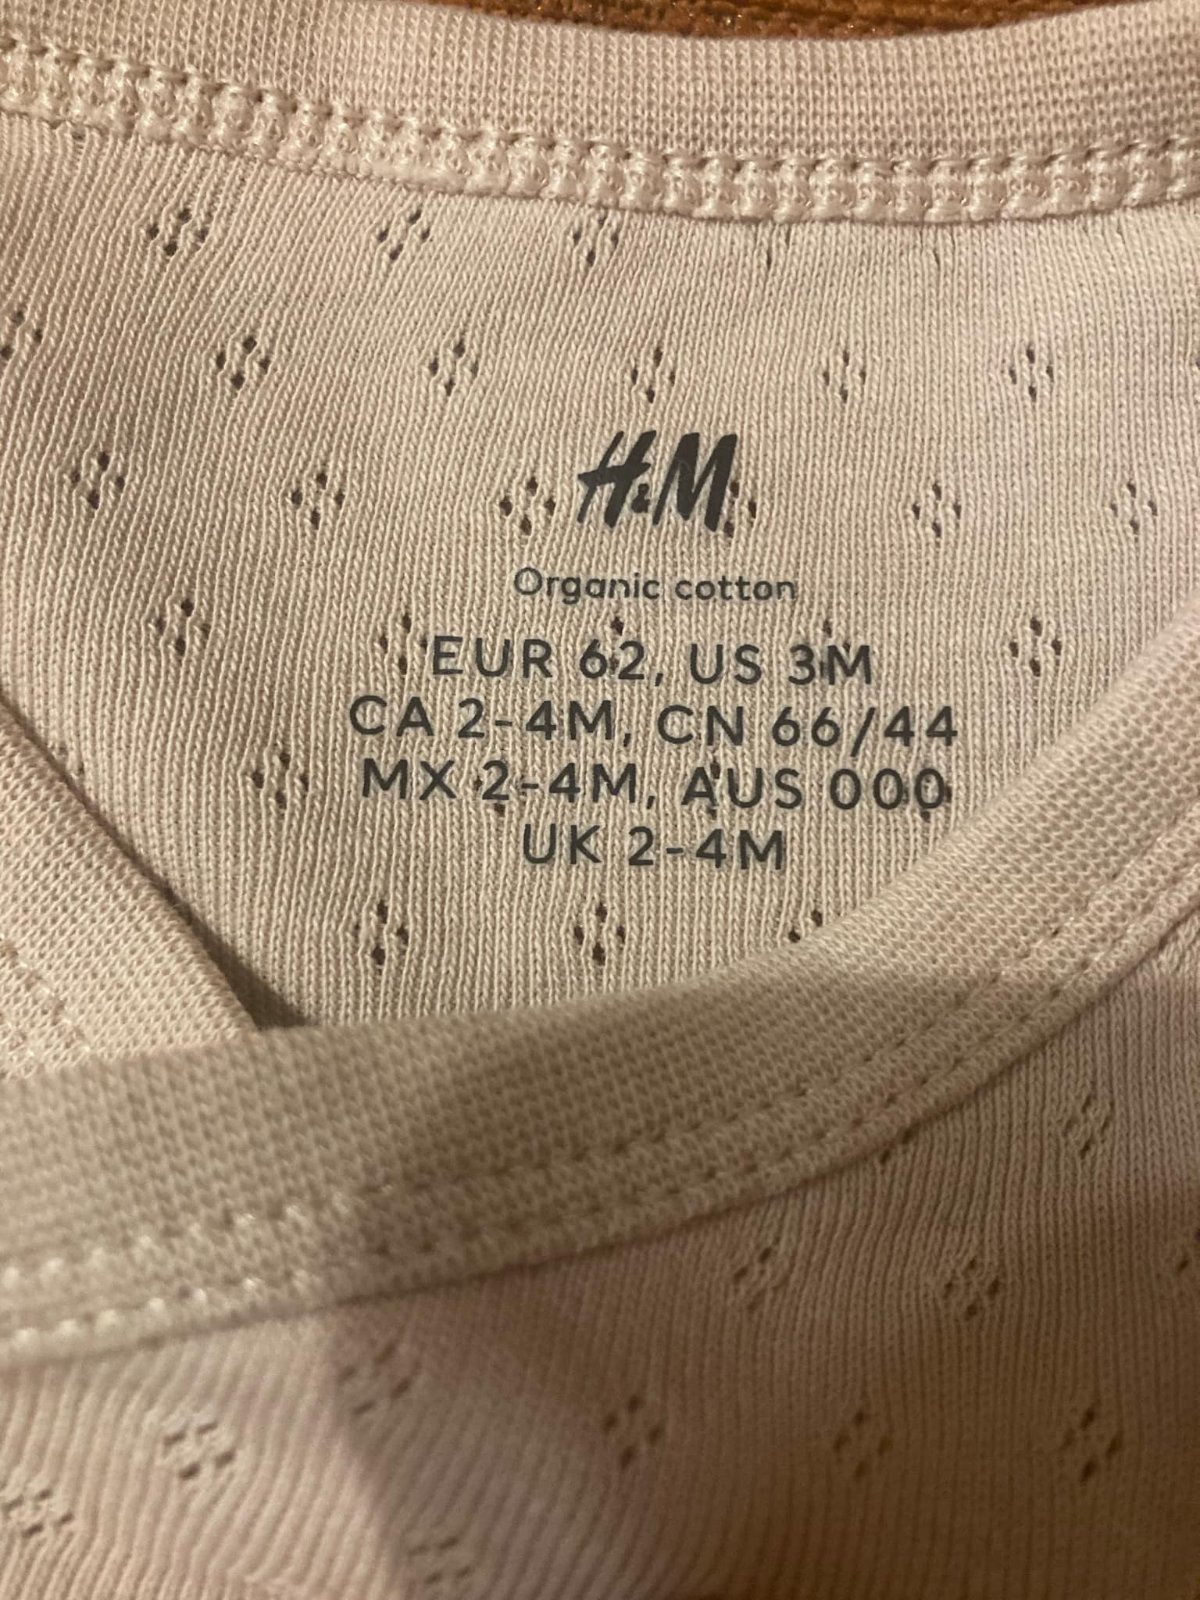 H&M
Organic cotton
EUR 62, US 3M
CA 2-4M, CN 66/44
MX 2-4M, AUS 000
UK 2-4M